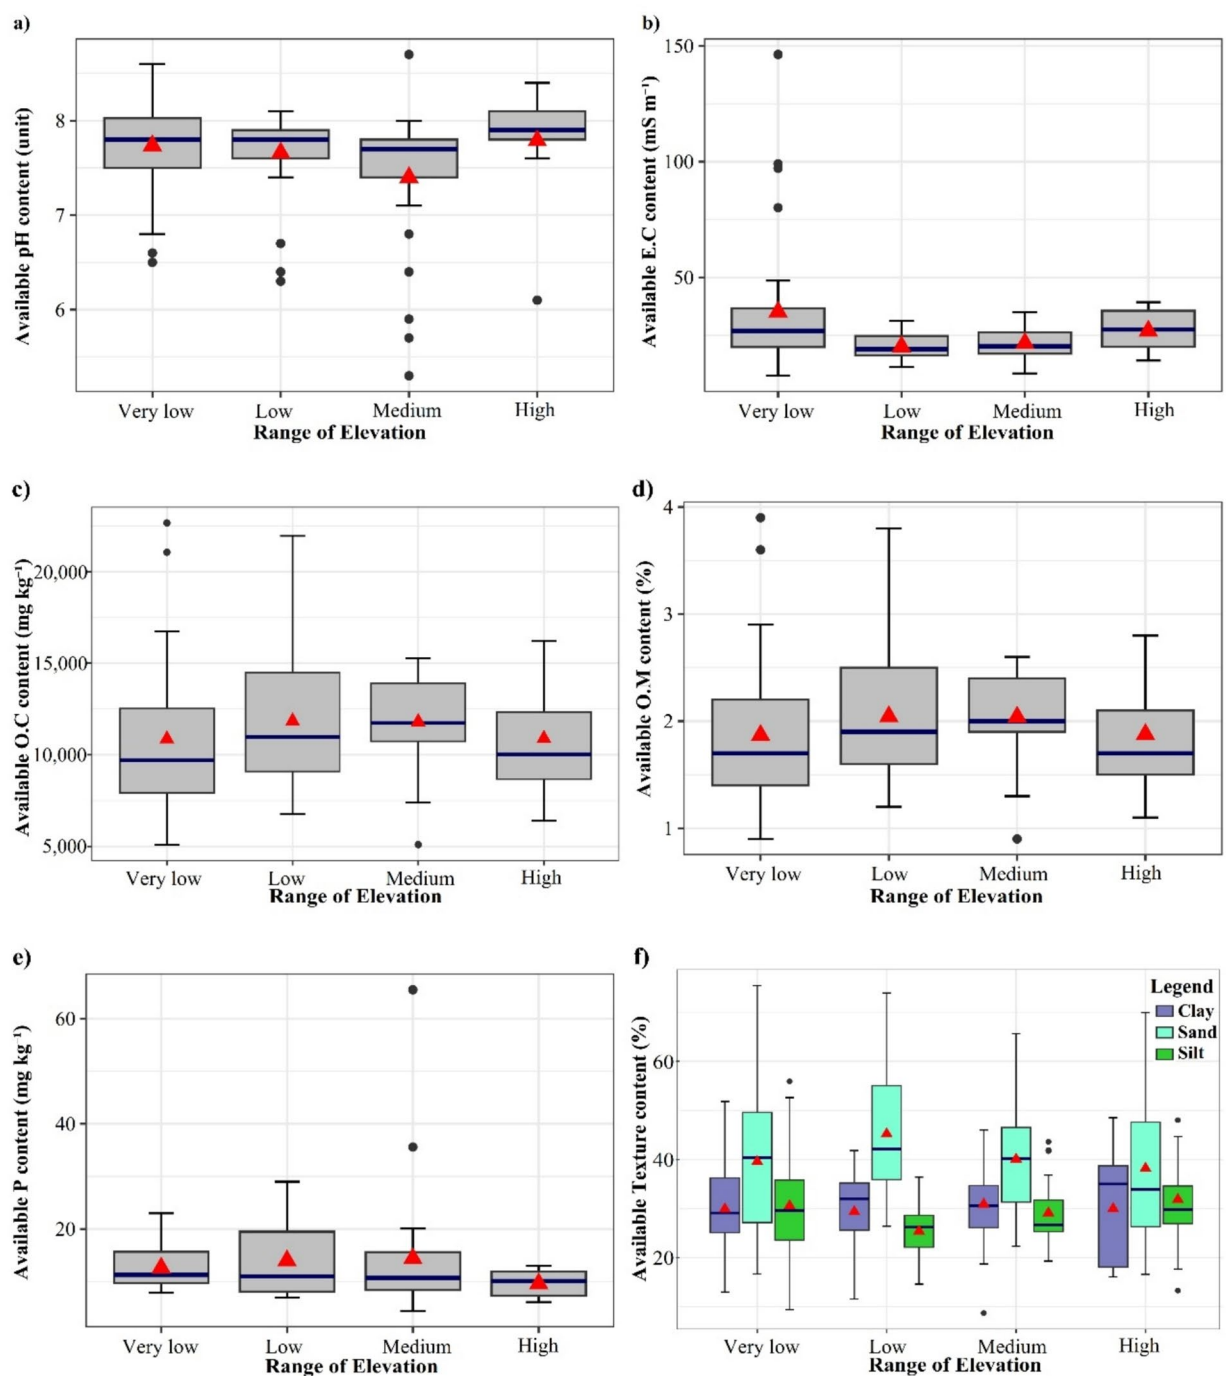 a)
Available pH content (unit)
8
7
6
Very low Low Medium High
Range of Elevation
b)
Available E.C content (mS m⁻¹)
150
100
50
Very low Low Medium High
Range of Elevation
c)
Available O.C content (mg kg⁻¹)
20,000
15,000
10,000
5,000
Very low Low Medium High
Range of Elevation
d)
Available O.M content (%)
4
3
2
1
Very low Low Medium High
Range of Elevation
e)
Available P content (mg kg⁻¹)
60
40
20
Very low Low Medium High
Range of Elevation
f)
Available Texture content (%)
60
40
20
Legend
Clay
Sand
Silt
Very low Low Medium High
Range of Elevation